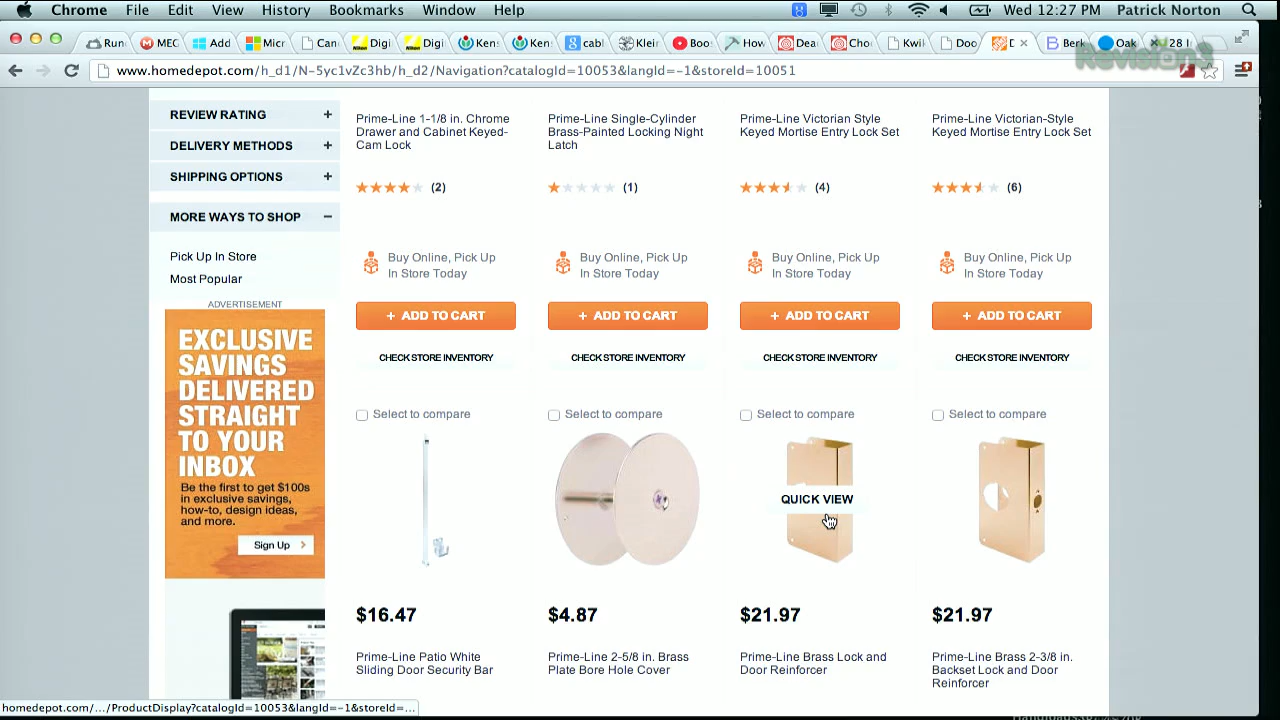 Chrome File Edit View History Bookmarks Window Help Wed 12:27 PM Patrick Norton
Run MEC Add Micr Can Digi Digi Ken Ken cabl Klei Boo How Dea Cho Kwil Doo D Berk Oak 28 I
www.homedepot.com/h_d1/N-5yc1vZc3hb/h_d2/Navigation?catalogId=10053&langId=-1&storeId=10051
Revision3
REVIEW RATING +
DELIVERY METHODS +
SHIPPING OPTIONS +
MORE WAYS TO SHOP −
Pick Up In Store
Most Popular
ADVERTISEMENT
EXCLUSIVE
SAVINGS
DELIVERED
STRAIGHT
TO YOUR
INBOX
Be the first to get $100s
in exclusive savings,
how-to, design ideas,
and more.
Sign Up >
Prime-Line 1-1/8 in. Chrome
Drawer and Cabinet Keyed-
Cam Lock
(2)
+ ADD TO CART
Buy Online, Pick Up
In Store Today
CHECK STORE INVENTORY
Prime-Line Single-Cylinder
Brass-Painted Locking Night
Latch
(1)
Buy Online, Pick Up
In Store Today
+ ADD TO CART
CHECK STORE INVENTORY
Prime-Line Victorian Style
Keyed Mortise Entry Lock Set
(4)
Buy Online, Pick Up
In Store Today
+ ADD TO CART
CHECK STORE INVENTORY
Prime-Line Victorian-Style
Keyed Mortise Entry Lock Set
(6)
Buy Online, Pick Up
In Store Today
+ ADD TO CART
CHECK STORE INVENTORY
Select to compare
$16.47
Prime-Line Patio White
Sliding Door Security Bar
Select to compare
$4.87
Prime-Line 2-5/8 in. Brass
Plate Bore Hole Cover
Select to compare
QUICK VIEW
$21.97
Prime-Line Brass Lock and
Door Reinforcer
Select to compare
$21.97
Prime-Line Brass 2-3/8 in.
Backset Lock and Door
Reinforcer
homedepot.com/.../ProductDisplay?catalogId=10053&langId=-1&storeId=...